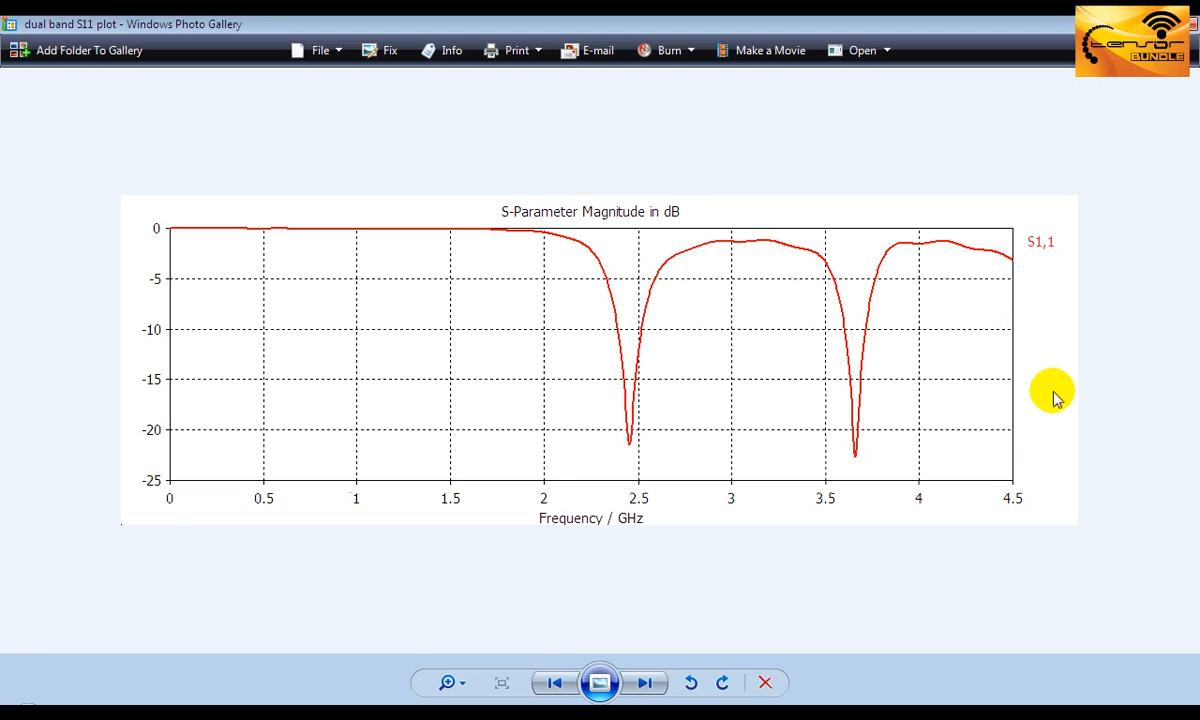 dual band S11 plot - Windows Photo Gallery
Add Folder To Gallery
File Fix Info Print E-mail Burn Make a Movie Open
tensor
BUNDLE
S-Parameter Magnitude in dB
0
-5
-10
-15
-20
-25
S1,1
0 0.5 1 1.5 2 2.5 3 3.5 4 4.5
Frequency / GHz